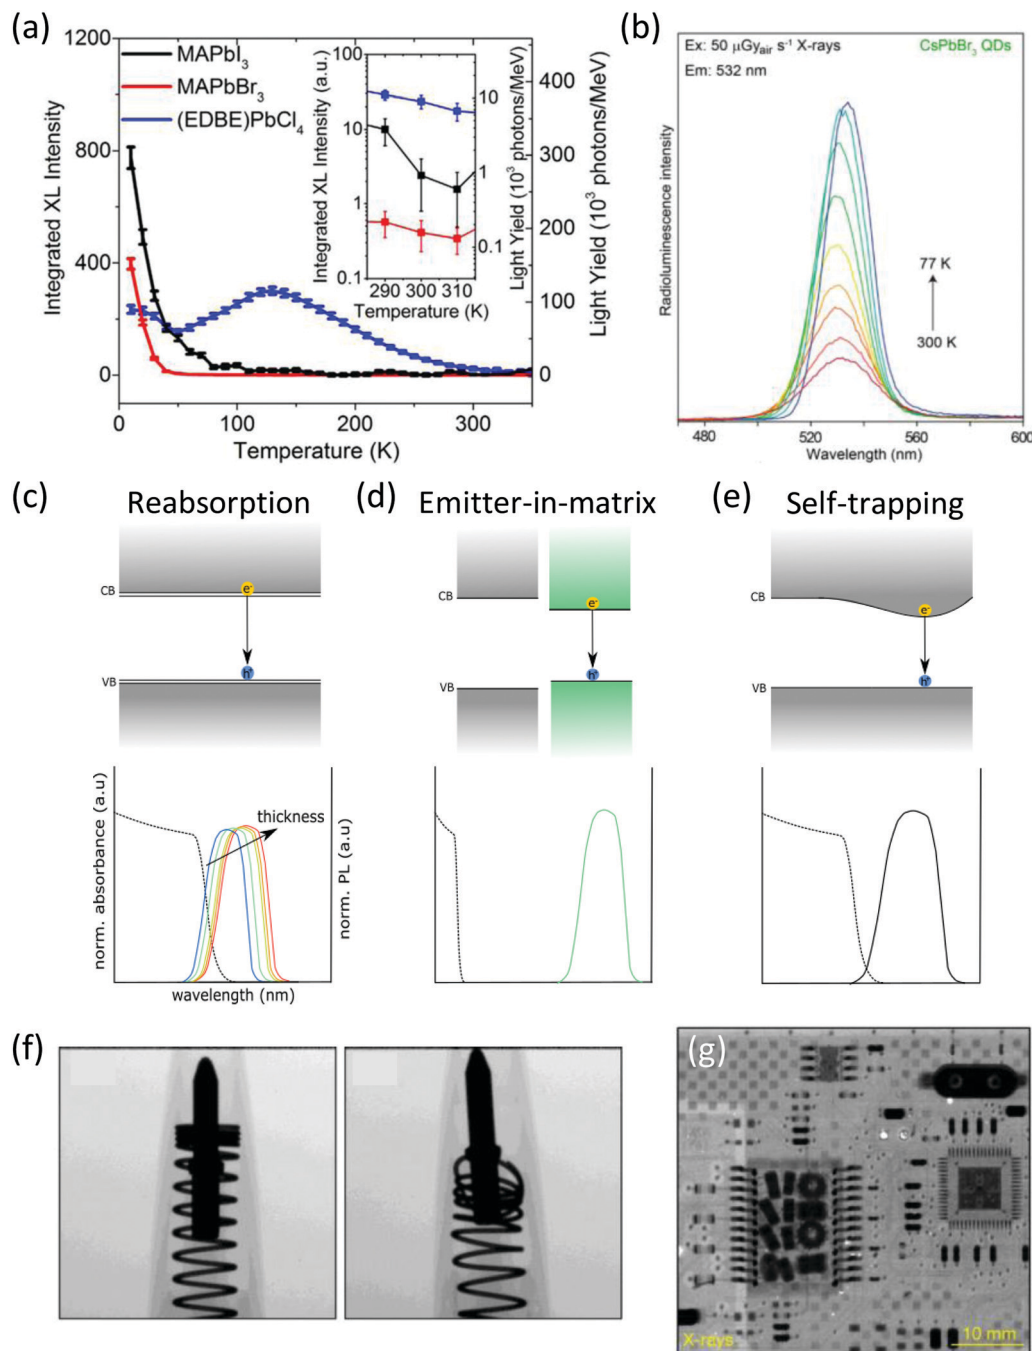 (a)
1200
800
400
0
Integrated XL Intensity
MAPbI₃
MAPbBr₃
(EDBE)PbCl₄
0
100
200
300
Temperature (K)
400
300
200
100
0
Light Yield (10³ photons/MeV)
100
10
1
0.1
Integrated XL Intensity (a.u.)
10
1
0.1
Light Yield (10³ photons/MeV)
290 300 310
Temperature (K)
(b)
Ex: 50 μGyair s⁻¹ X-rays
CsPbBr₃ QDs
Em: 532 nm
Radioluminescence intensity
77 K
300 K
480
520
560
600
Wavelength (nm)
(c)
Reabsorption
CB
e⁻
VB
h⁺
norm. absorbance (a.u)
thickness
norm. PL (a.u)
wavelength (nm)
(d)
Emitter-in-matrix
CB
e⁻
VB
h⁺
(e)
Self-trapping
CB
e⁻
VB
h⁺
(f)
(g)
X-rays
10 mm